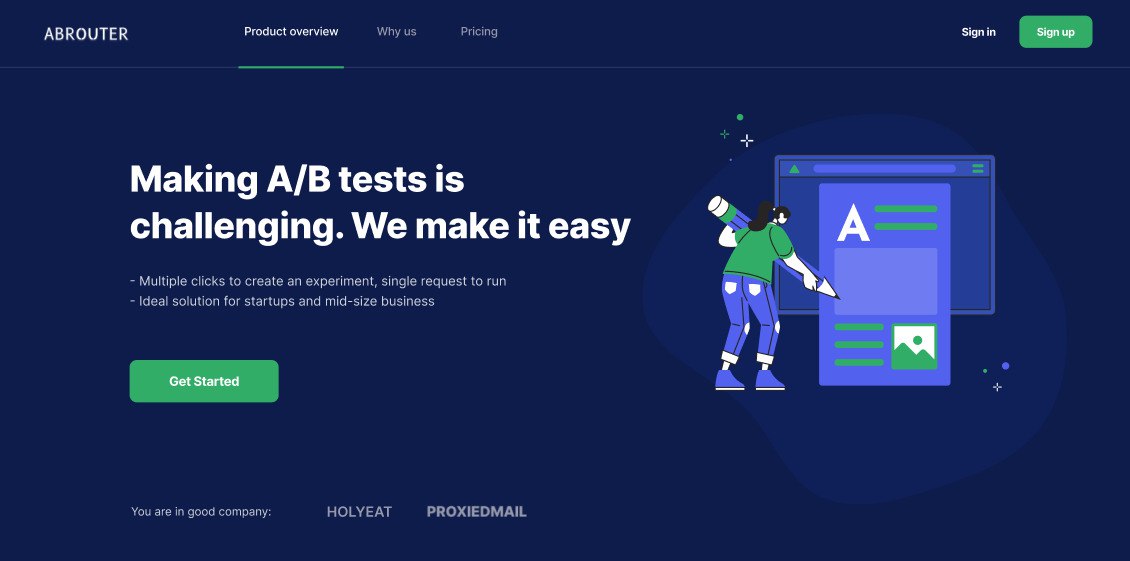 ABROUTER
Product overview
Why us
Pricing
Sign in
Sign up
Making A/B tests is
challenging. We make it easy
- Multiple clicks to create an experiment, single request to run
- Ideal solution for startups and mid-size business
Get Started
A
You are in good company:
HOLYEAT
PROXIEDMAIL